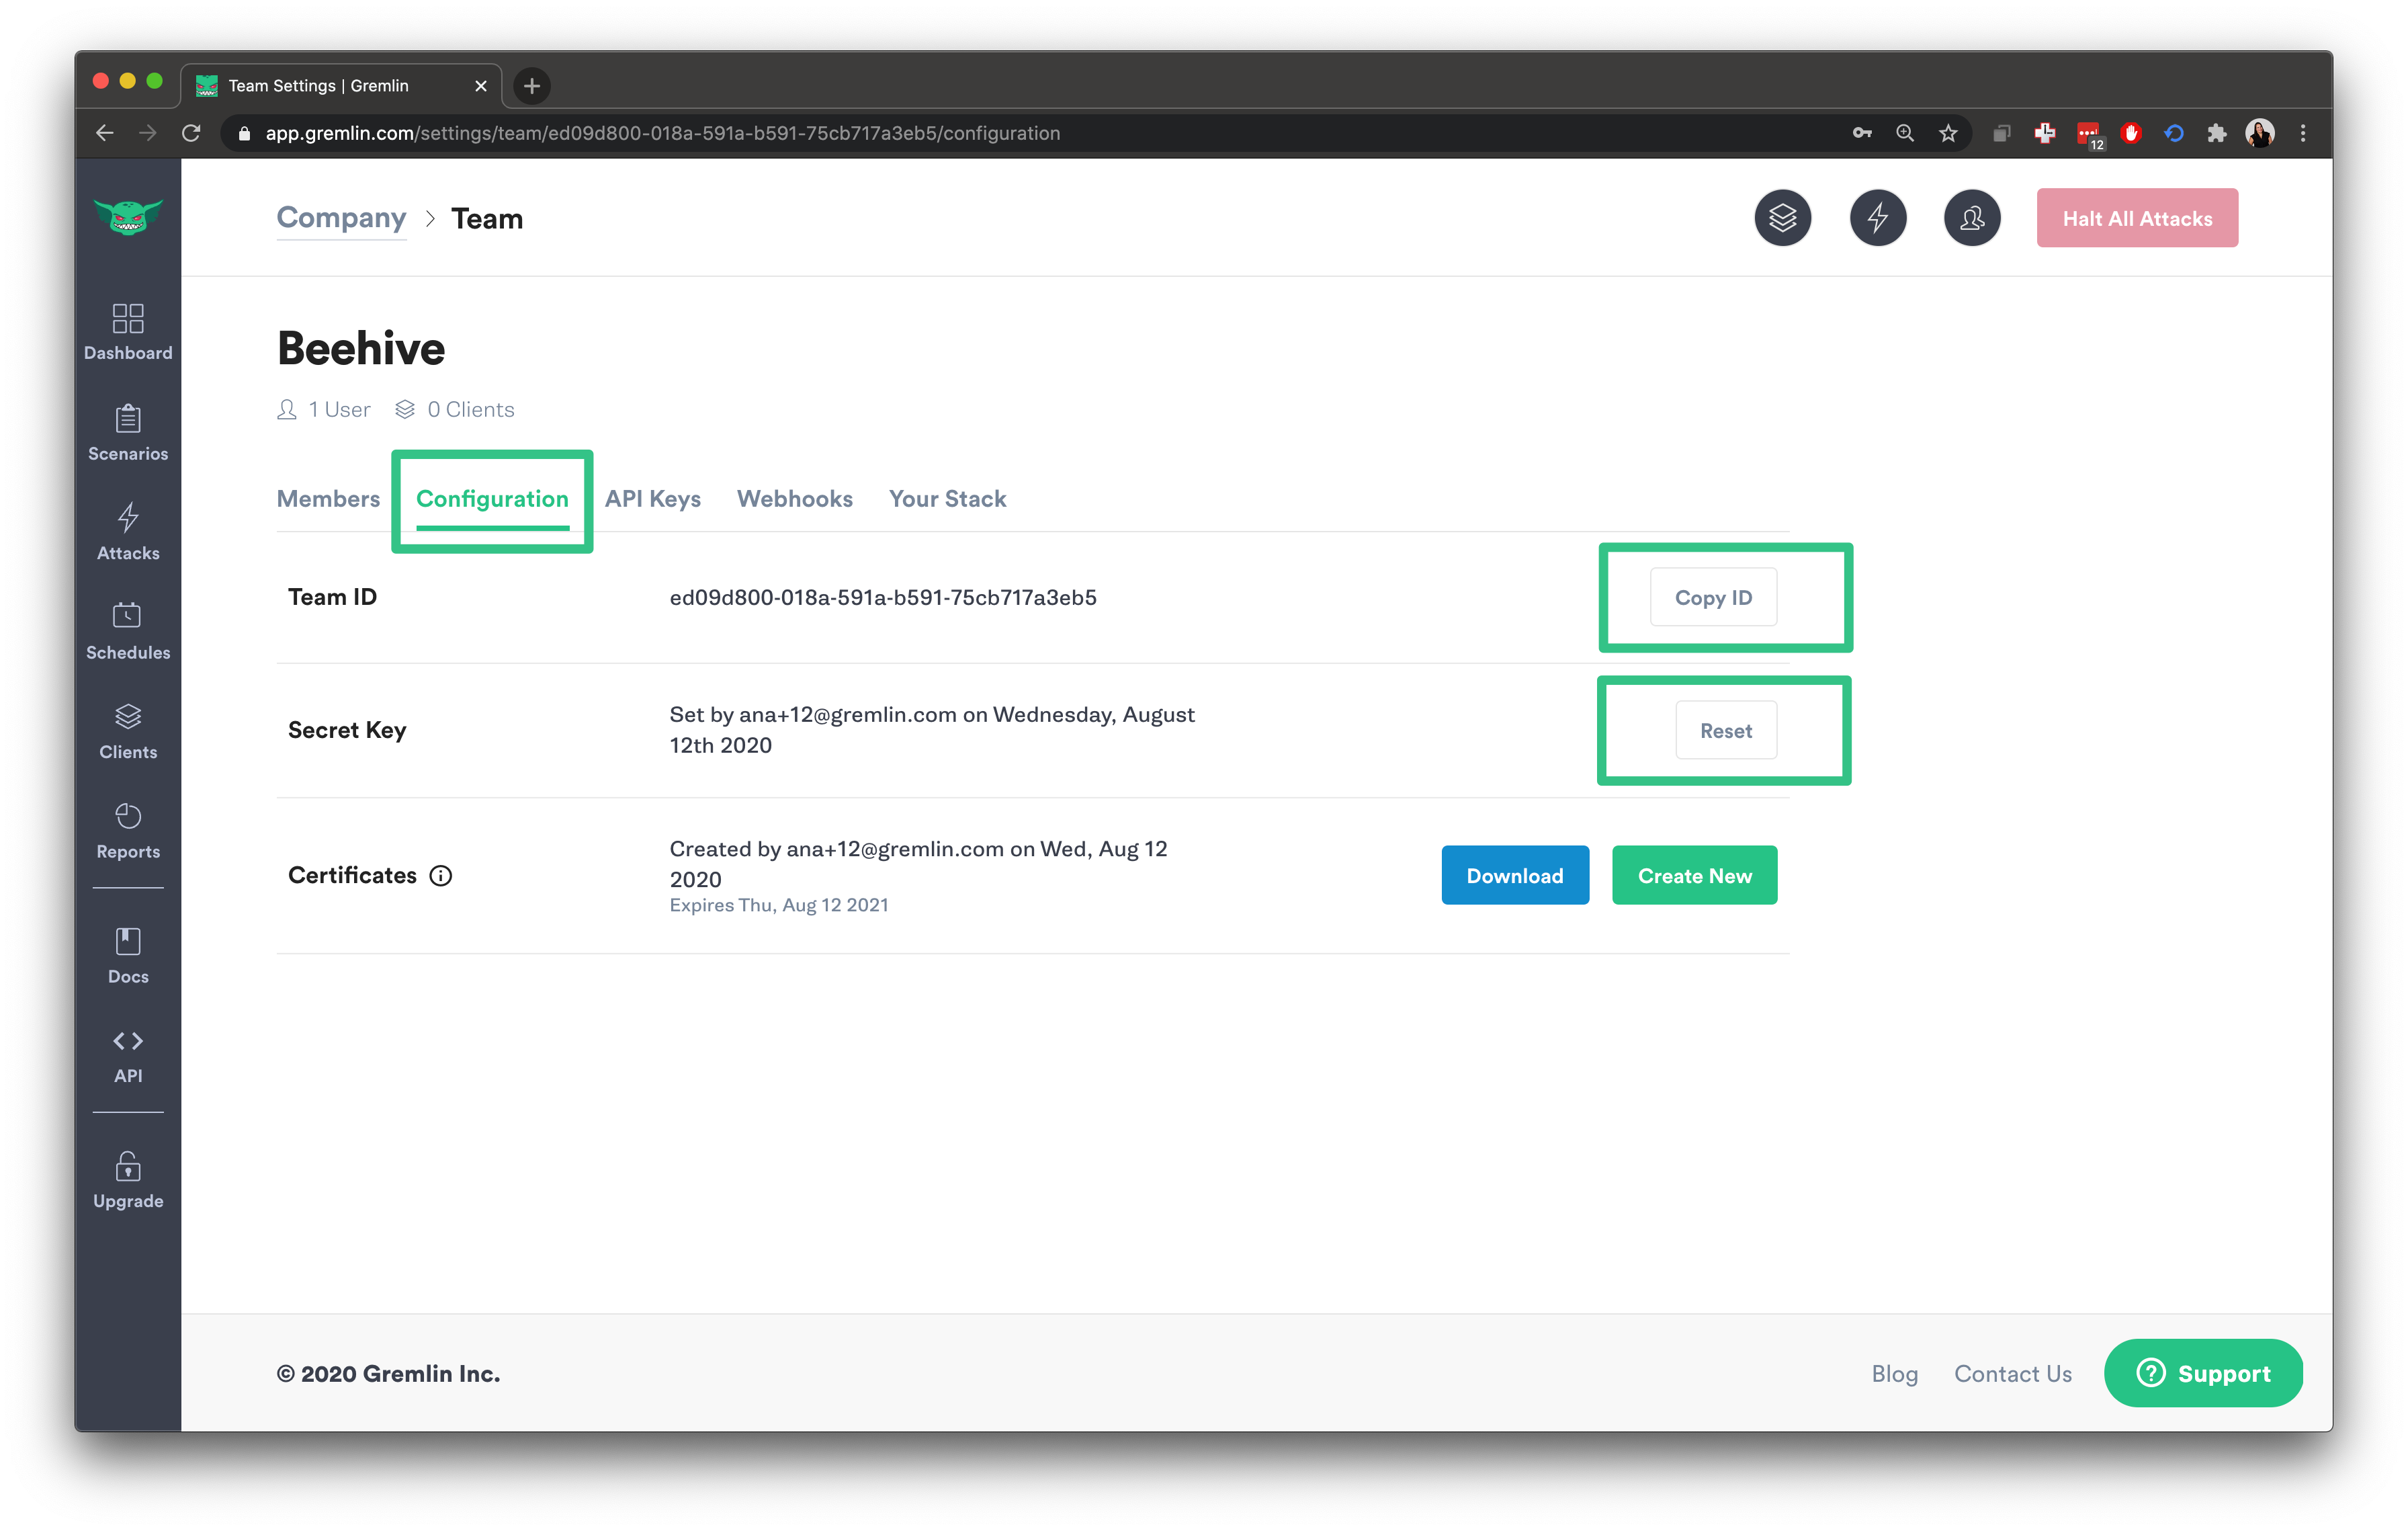 Team Settings | Gremlin
app.gremlin.com/settings/team/ed09d800-018a-591a-b591-75cb717a3eb5/configuration
12
Company > Team
Halt All Attacks
Dashboard
Scenarios
Attacks
Schedules
Clients
Reports
Docs
API
Upgrade
Beehive
1 User 0 Clients
Members Configuration API Keys Webhooks Your Stack
Team ID ed09d800-018a-591a-b591-75cb717a3eb5 Copy ID
Secret Key Set by ana+12@gremlin.com on Wednesday, August
12th 2020
Reset
Certificates Created by ana+12@gremlin.com on Wed, Aug 12
2020
Expires Thu, Aug 12 2021
Download Create New
© 2020 Gremlin Inc.
Blog Contact Us Support